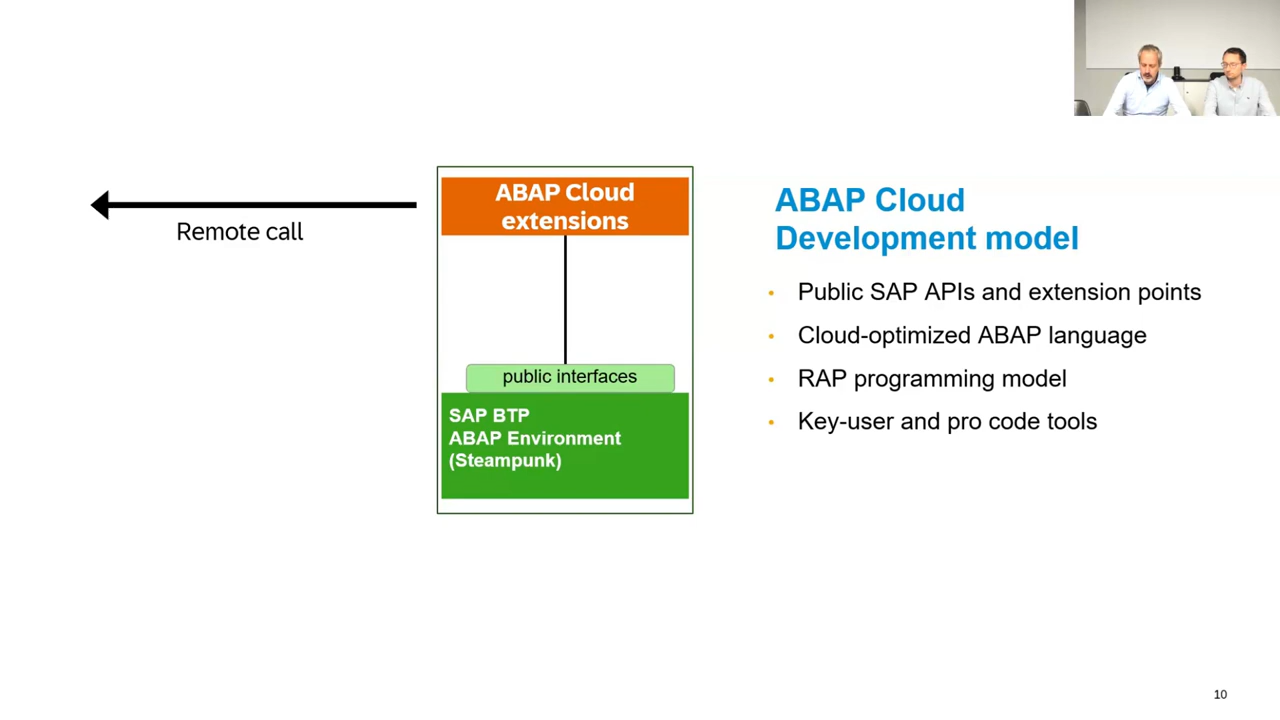 Remote call
ABAP Cloud
extensions
public interfaces
SAP BTP
ABAP Environment
(Steampunk)
ABAP Cloud
Development model
• Public SAP APIs and extension points
• Cloud-optimized ABAP language
• RAP programming model
• Key-user and pro code tools
10